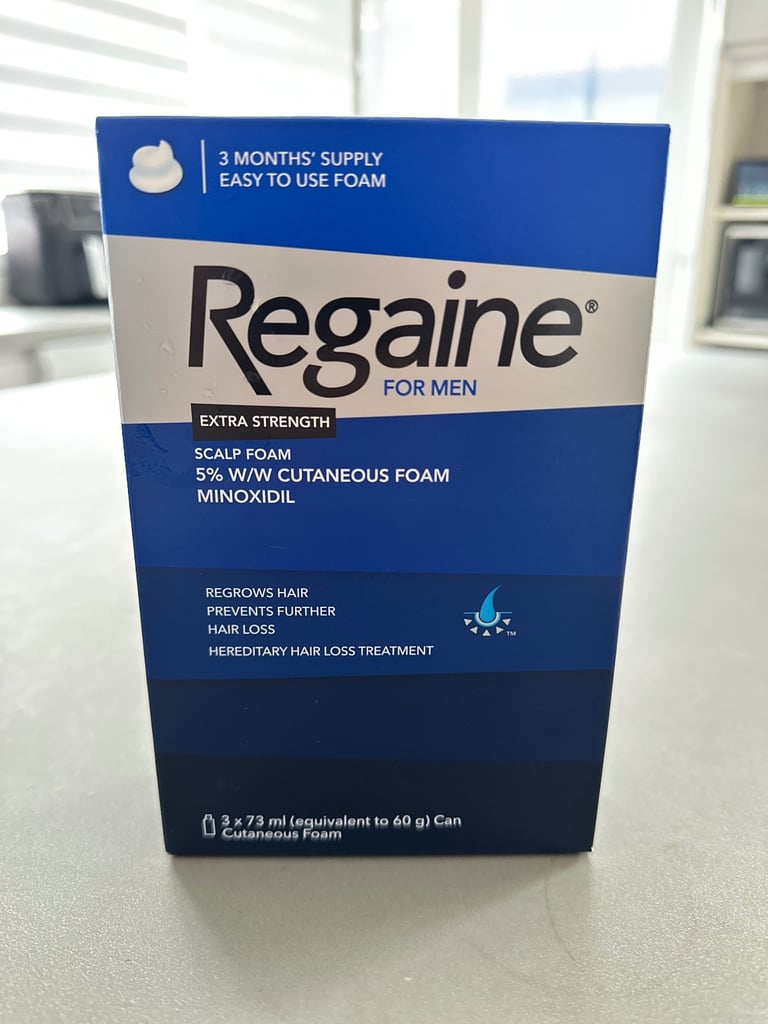 3 MONTHS' SUPPLY
EASY TO USE FOAM
Regaine®
FOR MEN
EXTRA STRENGTH
SCALP FOAM
5% W/W CUTANEOUS FOAM
MINOXIDIL
REGROWS HAIR
PREVENTS FURTHER
HAIR LOSS
HEREDITARY HAIR LOSS TREATMENT
TM
3 x 73 ml (equivalent to 60 g) Can
Cutaneous Foam